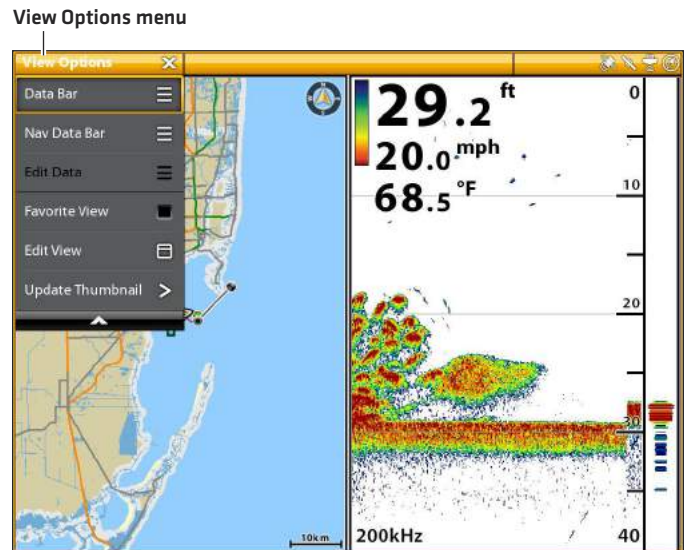 View Options menu
View Options
Data Bar
Nav Data Bar
Edit Data
Favorite View
Edit View
Update Thumbnail
10km
29.2 ft
20.0 mph
68.5 °F
0
10
20
30
40
200kHz